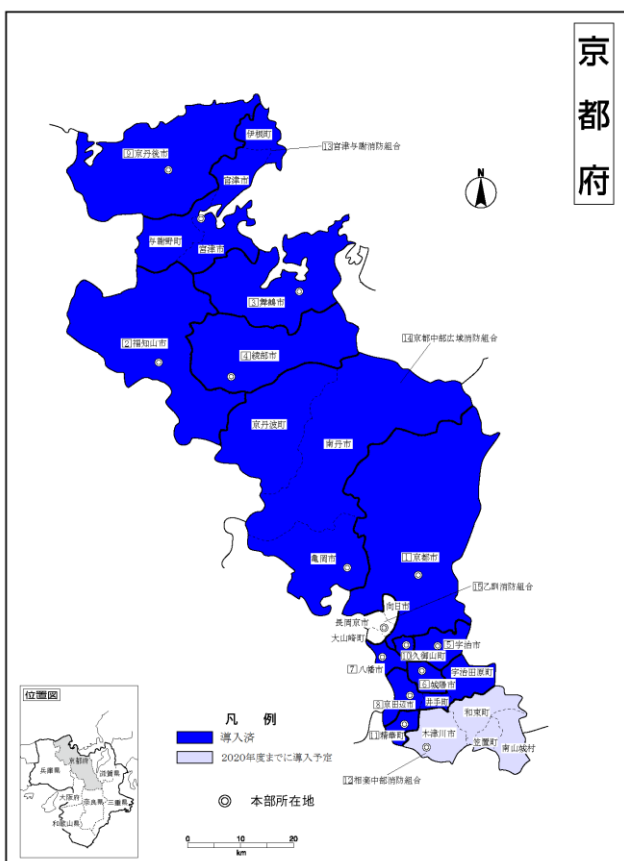 京都府
伊根町
⑬宮津与謝消防組合
⑨京丹後市
宮津市
N
与謝野町
宮津市
③舞鶴市
⑭京都中部広域消防組合
②福知山市
④綾部市
京丹波町
南丹市
亀岡市
京都市
⑮乙訓消防組合
向日市
長岡京市
大山崎町
⑤宇治市
⑩久御山町
⑦八幡市
宇治田原町
⑥城陽市
⑧京田辺市
井手町
和束町
⑪精華町
木津川市
笠置町
南山城村
⑫相楽中部消防組合
凡 例
導入済
2020年度までに導入予定
本部所在地
0 10 20
km
位置図
京都府
兵庫県
滋賀県
大阪府
奈良県
三重県
和歌山県